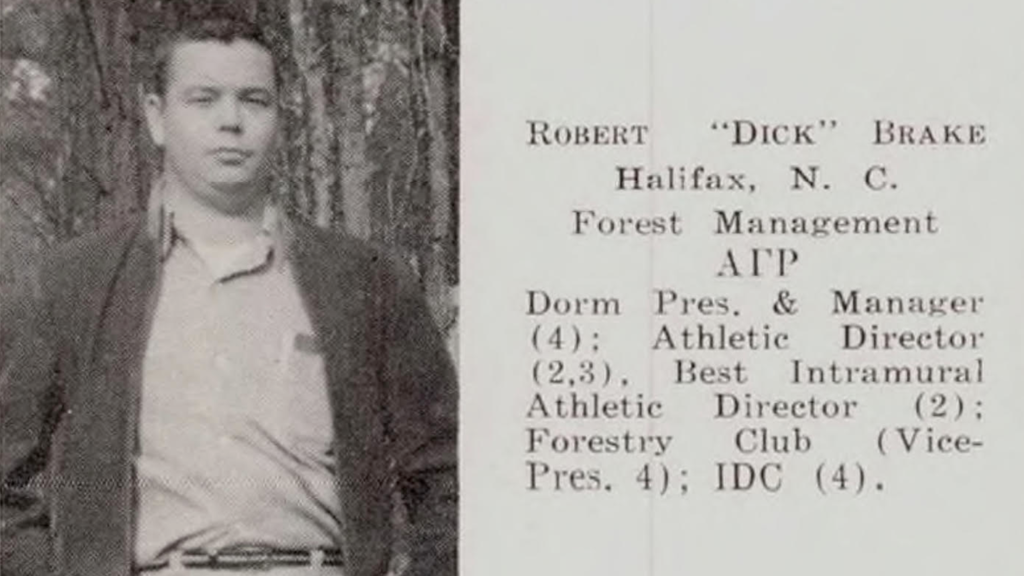 ROBERT "DICK" BRAKE
Halifax, N. C.
Forest Management
ΑΓΡ
Dorm Pres. & Manager
(4); Athletic Director
(2,3), Best Intramural
Athletic Director (2);
Forestry Club (Vice-
Pres. 4); IDC (4).